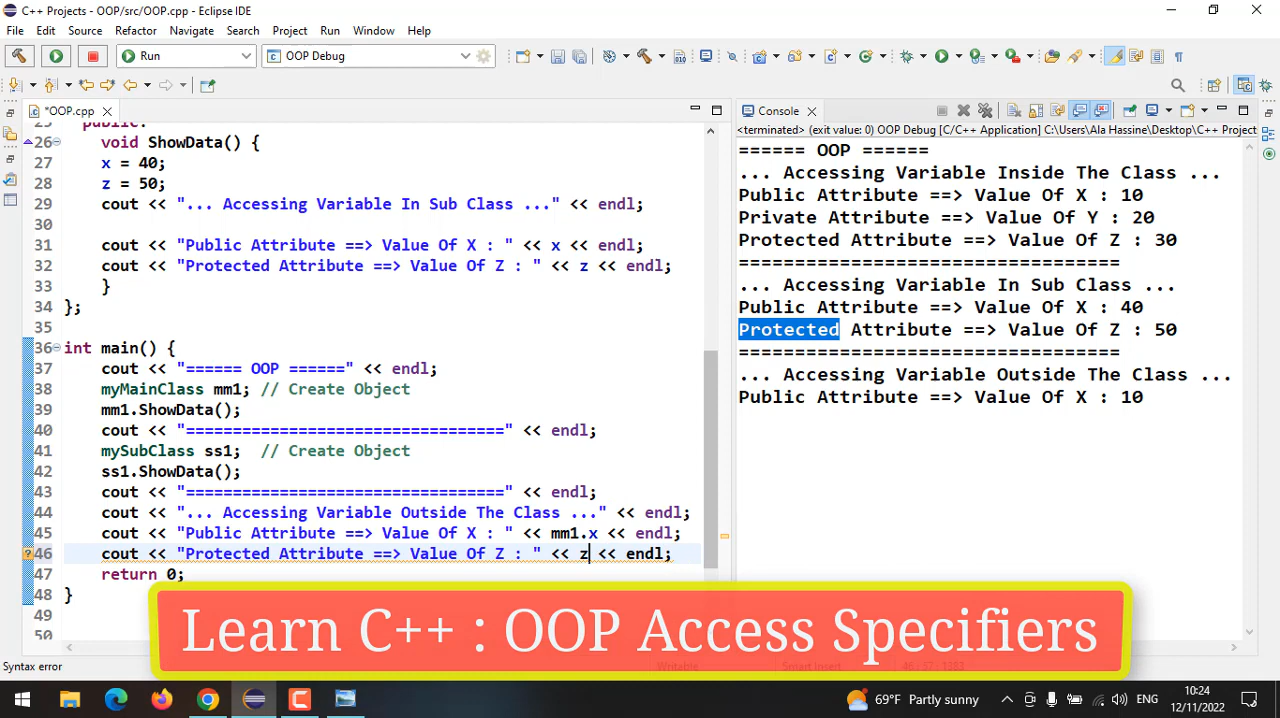 C++ Projects - OOP/src/OOP.cpp - Eclipse IDE
File Edit Source Refactor Navigate Search Project Run Window Help
Run OOP Debug
*OOP.cpp
public:
26 void ShowData() {
27 x = 40;
28 z = 50;
29 cout << "... Accessing Variable In Sub Class ..." << endl;
30
31 cout << "Public Attribute ==> Value Of X : " << x << endl;
32 cout << "Protected Attribute ==> Value Of Z : " << z << endl;
33 }
34 };
35
36 int main() {
37 cout << "====== OOP ======" << endl;
38 myMainClass mm1; // Create Object
39 mm1.ShowData();
40 cout << "==================================" << endl;
41 mySubClass ss1;  // Create Object
42 ss1.ShowData();
43 cout << "==================================" << endl;
44 cout << "... Accessing Variable Outside The Class ..." << endl;
45 cout << "Public Attribute ==> Value Of X : " << mm1.x << endl;
46 cout << "Protected Attribute ==> Value Of Z : " << z << endl;
47 return 0;
48 }
49
50
Console
<terminated> (exit value: 0) OOP Debug [C/C++ Application] C:\Users\Ala Hassine\Desktop\C++ Project
====== OOP ======
... Accessing Variable Inside The Class ...
Public Attribute ==> Value Of X : 10
Private Attribute ==> Value Of Y : 20
Protected Attribute ==> Value Of Z : 30
==================================
... Accessing Variable In Sub Class ...
Public Attribute ==> Value Of X : 40
Protected Attribute ==> Value Of Z : 50
==================================
... Accessing Variable Outside The Class ...
Public Attribute ==> Value Of X : 10
Learn C++ : OOP Access Specifiers
Syntax error Writable Smart Insert 46 : 57 : 1383
69°F Partly sunny ENG 10:24
12/11/2022